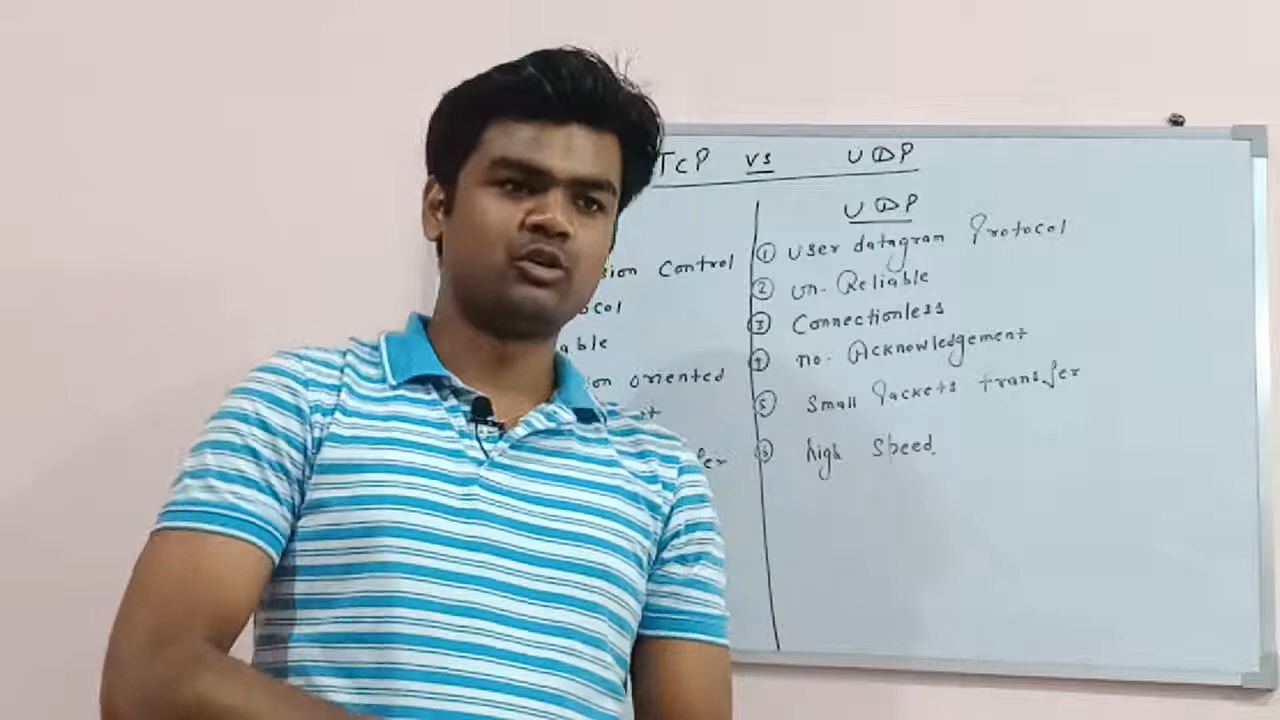 TCP vs UDP
Control
oriented
UDP
① user datagram Protocol
② un-Reliable
③ Connectionless
④ no. Acknowledgement
⑤ small Packets transfer
⑥ high speed